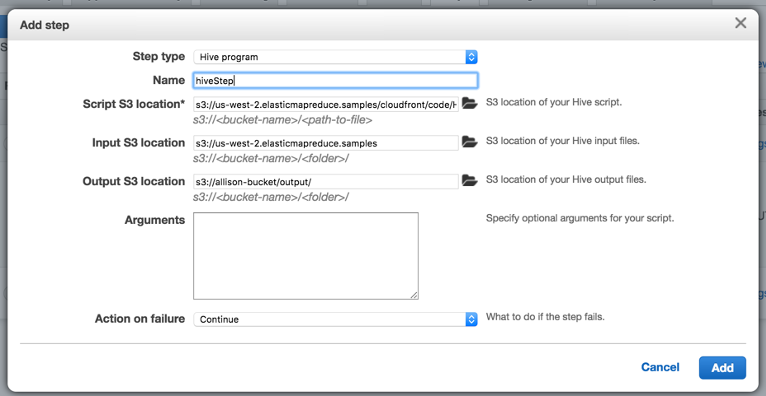 Add step
Step type Hive program
Name hiveStep
Script S3 location* s3://us-west-2.elasticmapreduce.samples/cloudfront/code/H S3 location of your Hive script.
s3://<bucket-name>/<path-to-file>
Input S3 location s3://us-west-2.elasticmapreduce.samples S3 location of your Hive input files.
s3://<bucket-name>/<folder>/
Output S3 location s3://allison-bucket/output/ S3 location of your Hive output files.
s3://<bucket-name>/<folder>/
Arguments Specify optional arguments for your script.
Action on failure Continue What to do if the step fails.
Cancel Add